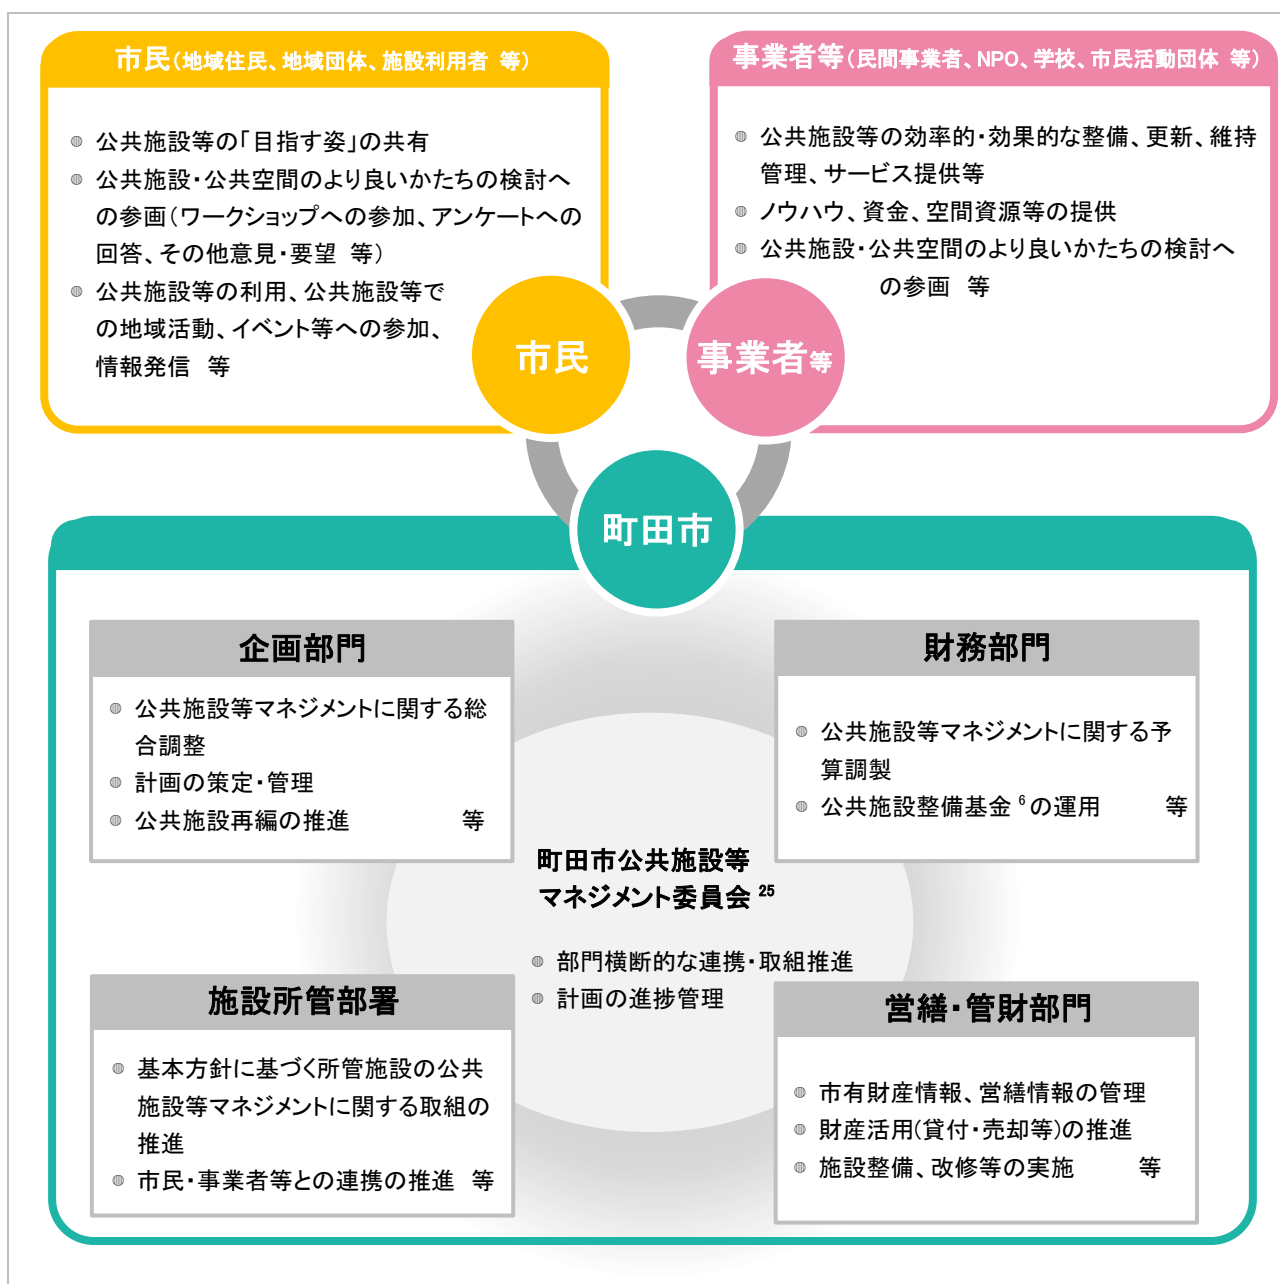 市民(地域住民、地域団体、施設利用者 等)
公共施設等の「目指す姿」の共有
公共施設・公共空間のより良いかたちの検討へ
の参画(ワークショップへの参加、アンケートへの
回答、その他意見・要望 等)
公共施設等の利用、公共施設等で
の地域活動、イベント等への参加、
情報発信 等
事業者等(民間事業者、NPO、学校、市民活動団体 等)
公共施設等の効率的・効果的な整備、更新、維持
管理、サービス提供等
ノウハウ、資金、空間資源等の提供
公共施設・公共空間のより良いかたちの検討へ
の参画 等
市民
事業者等
町田市
企画部門
公共施設等マネジメントに関する総
合調整
計画の策定・管理
公共施設再編の推進 等
財務部門
公共施設等マネジメントに関する予
算調製
公共施設整備基金 6 の運用 等
町田市公共施設等
マネジメント委員会 25
部門横断的な連携・取組推進
計画の進捗管理
施設所管部署
基本方針に基づく所管施設の公共
施設等マネジメントに関する取組の
推進
市民・事業者等との連携の推進 等
営繕・管財部門
市有財産情報、営繕情報の管理
財産活用(貸付・売却等)の推進
施設整備、改修等の実施 等